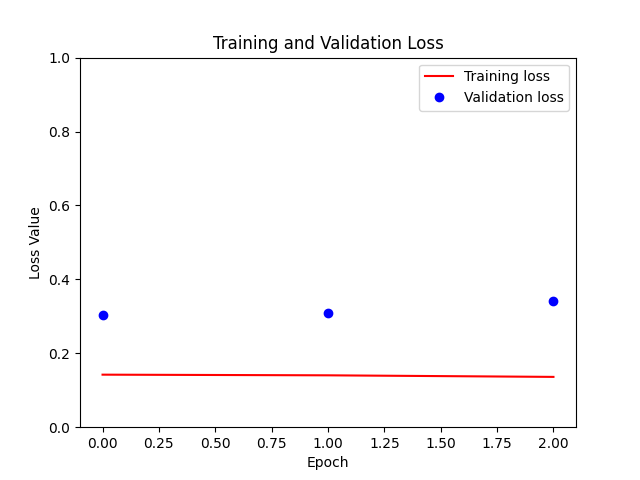 Training and Validation Loss
Training loss
Validation loss
1.0
0.8
0.6
0.4
0.2
0.0
Loss Value
0.00 0.25 0.50 0.75 1.00 1.25 1.50 1.75 2.00
Epoch